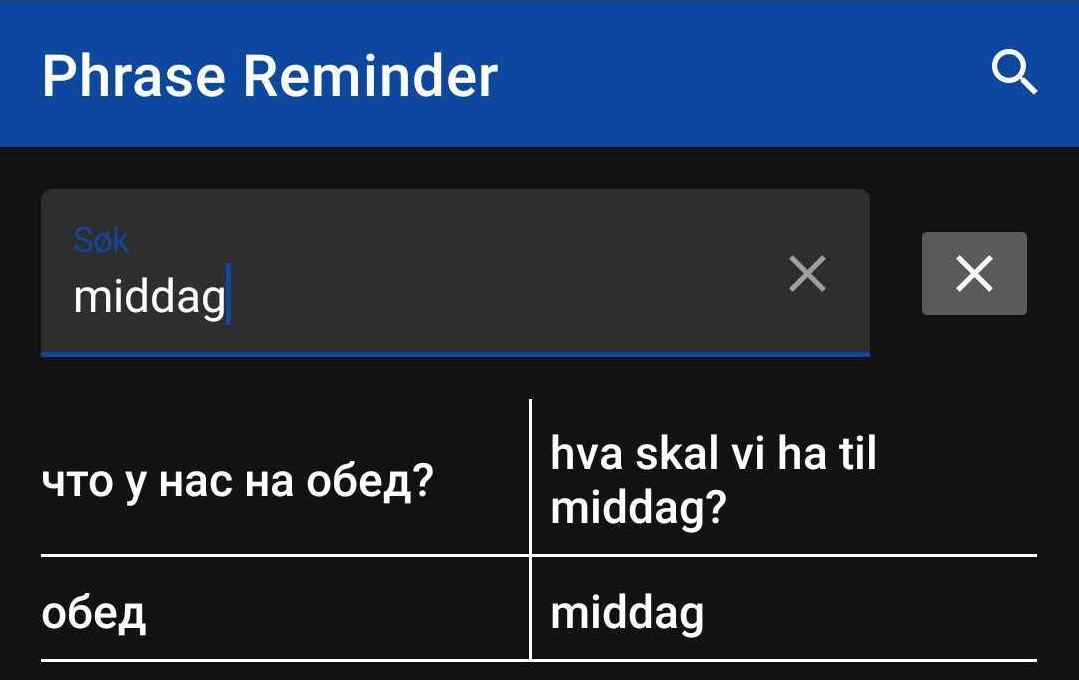 Phrase Reminder
Søk
middag
что у нас на обед?
hva skal vi ha til
middag?
обед
middag